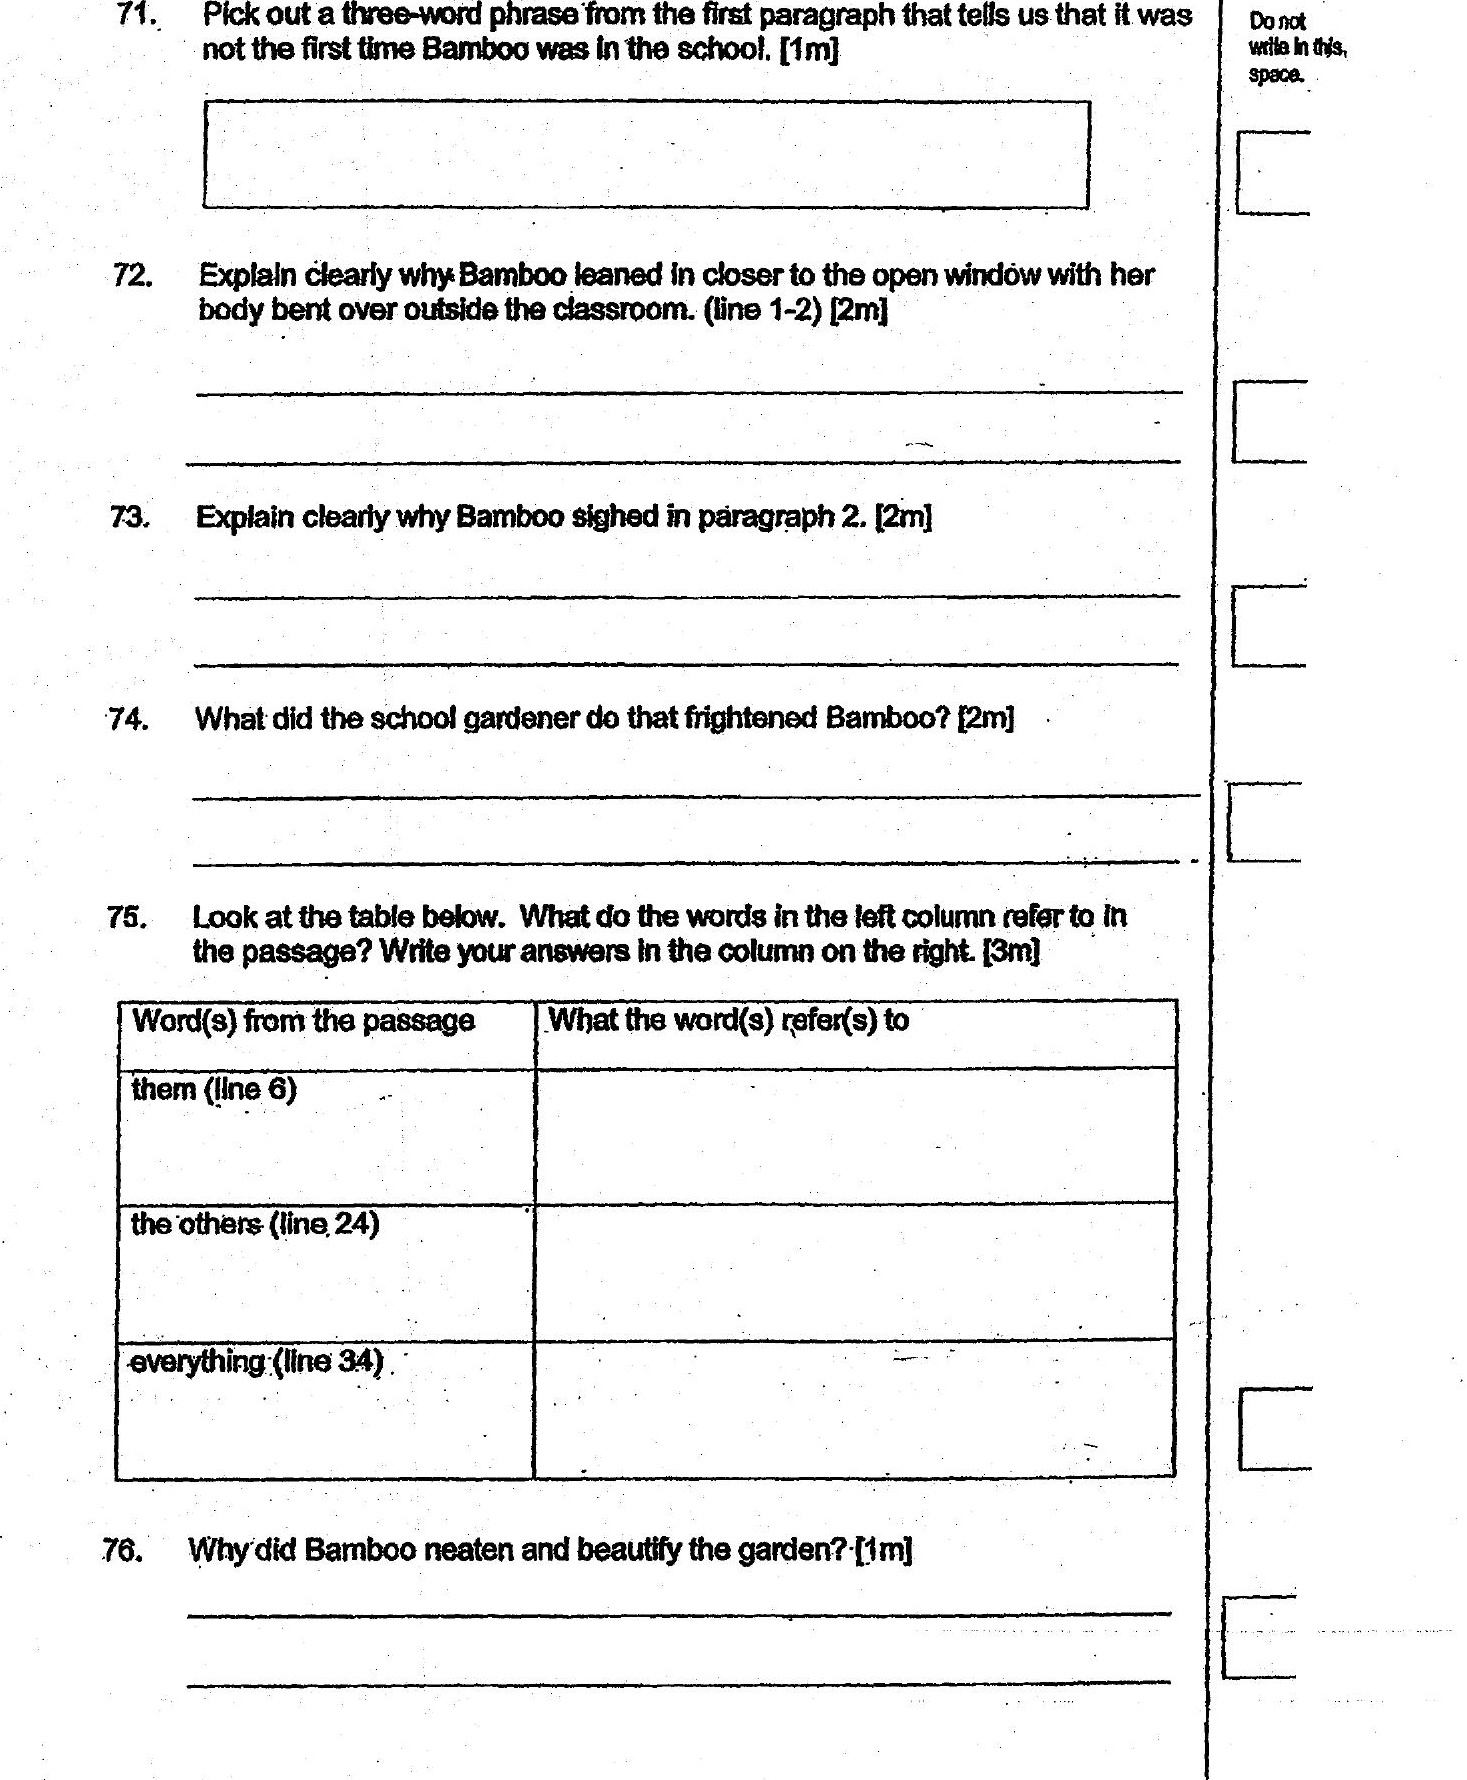 71. Pick out a three-word phrase from the first paragraph that tells us that it was
not the first time Bamboo was in the school. [1m]
Do not
write in this
space.
72. Explain clearly why Bamboo leaned in closer to the open window with her
body bent over outside the classroom. (line 1-2) [2m]
73. Explain clearly why Bamboo sighed in paragraph 2. [2m]
74. What did the school gardener do that frightened Bamboo? [2m]
75. Look at the table below. What do the words in the left column refer to in
the passage? Write your answers in the column on the right. [3m]
Word(s) from the passage What the word(s) refer(s) to
them (line 6)
the others (line 24)
everything (line 34)
76. Why did Bamboo neaten and beautify the garden? [1m]